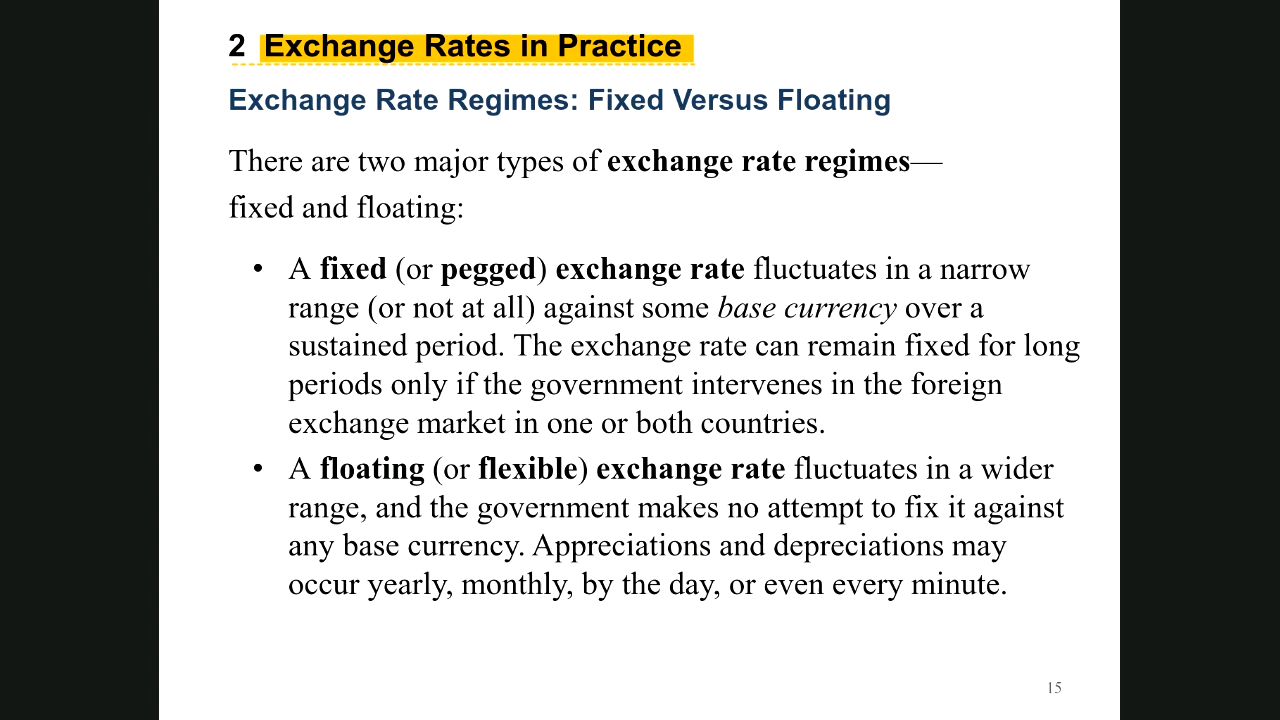 2 Exchange Rates in Practice
Exchange Rate Regimes: Fixed Versus Floating
There are two major types of exchange rate regimes—
fixed and floating:
• A fixed (or pegged) exchange rate fluctuates in a narrow
range (or not at all) against some base currency over a
sustained period. The exchange rate can remain fixed for long
periods only if the government intervenes in the foreign
exchange market in one or both countries.
• A floating (or flexible) exchange rate fluctuates in a wider
range, and the government makes no attempt to fix it against
any base currency. Appreciations and depreciations may
occur yearly, monthly, by the day, or even every minute.
15